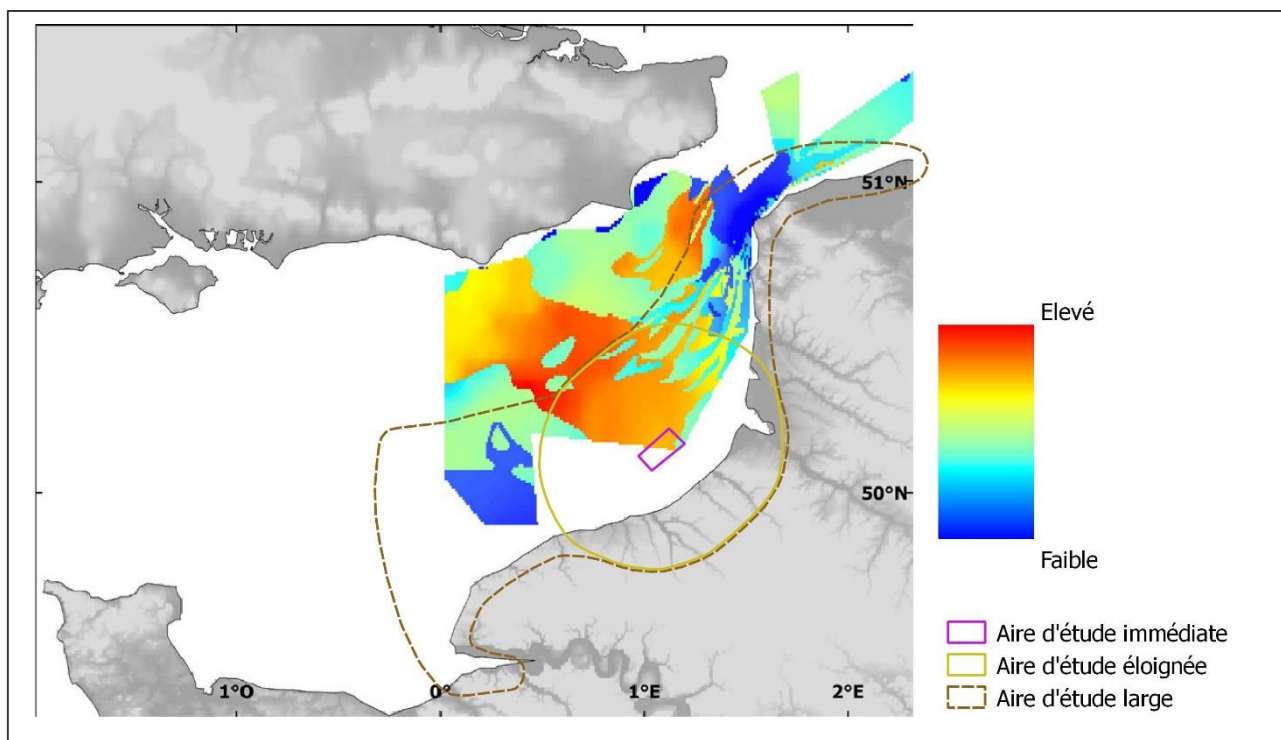 51°N
50°N
1°O
0°
1°E
2°E
Elevé
Faible
Aire d'étude immédiate
Aire d'étude éloignée
Aire d'étude large